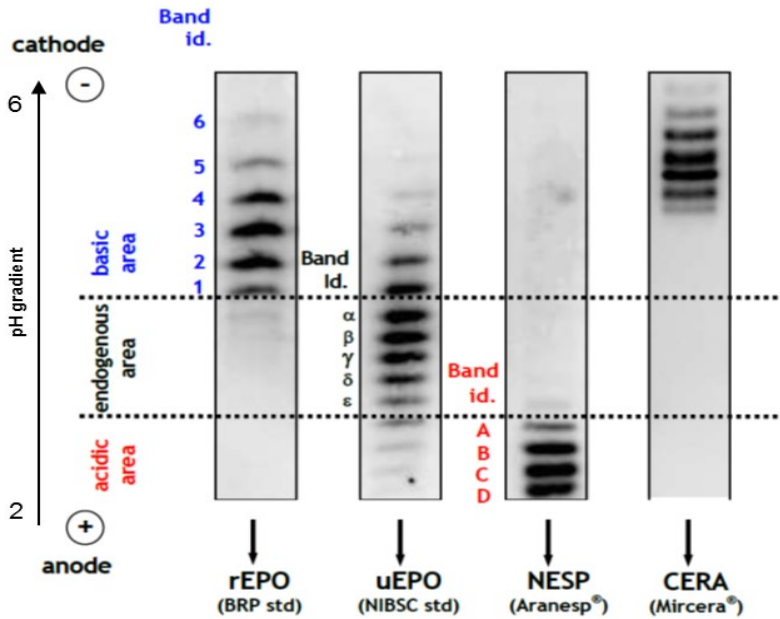 Band
id.
cathode
-
6
6
5
4
3
2
1
basic
area
pH gradient
Band
Id.
α
β
γ
δ
ε
endogenous
area
Band
id.
A
B
C
D
acidic
area
2
+
anode
rEPO
(BRP std)
uEPO
(NIBSC std)
NESP
(Aranesp®)
CERA
(Mircera®)